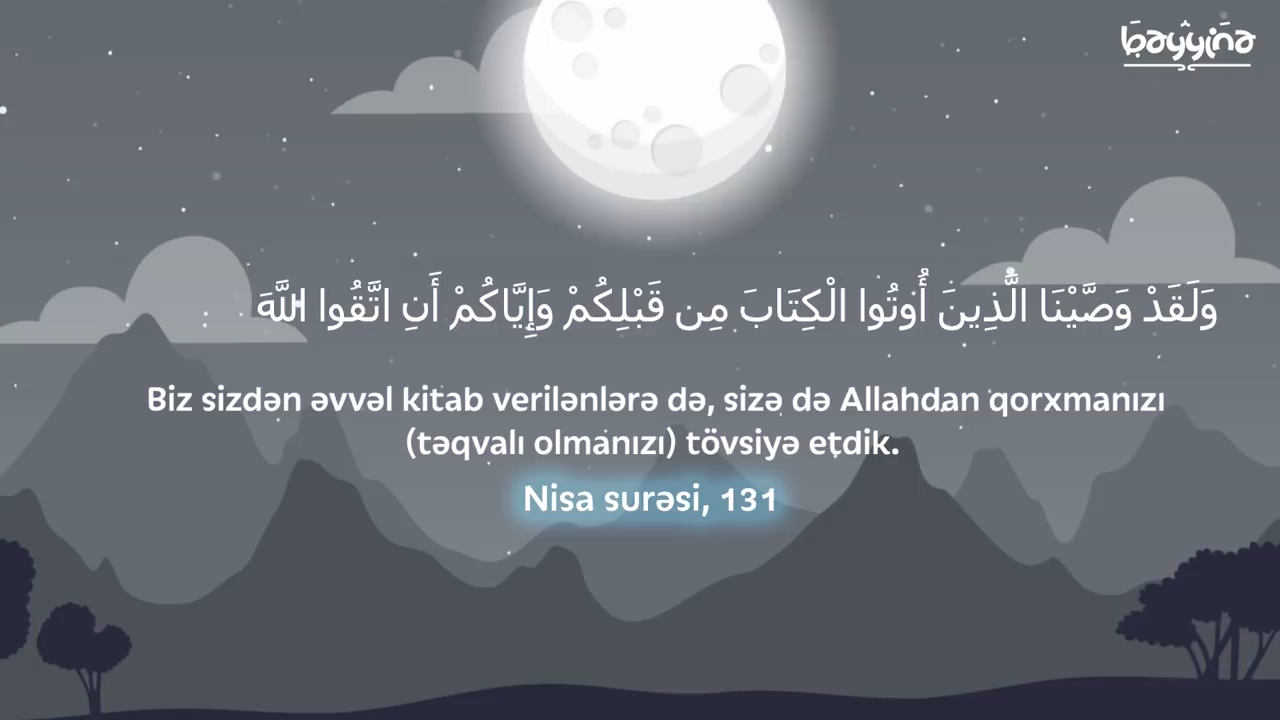 bayyina
وَلَقَدْ وَصَّيْنَا الَّذِينَ أُوتُوا الْكِتَابَ مِن قَبْلِكُمْ وَإِيَّاكُمْ أَنِ اتَّقُوا اللَّهَ
Biz sizdən əvvəl kitab verilənlərə də, sizə də Allahdan qorxmanızı
(təqvalı olmanızı) tövsiyə etdik.
Nisa surəsi, 131